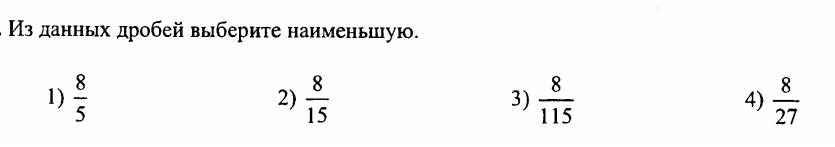 . Из данных дробей выберите наименьшую.
1) 8/5 2) 8/15 3) 8/115 4) 8/27